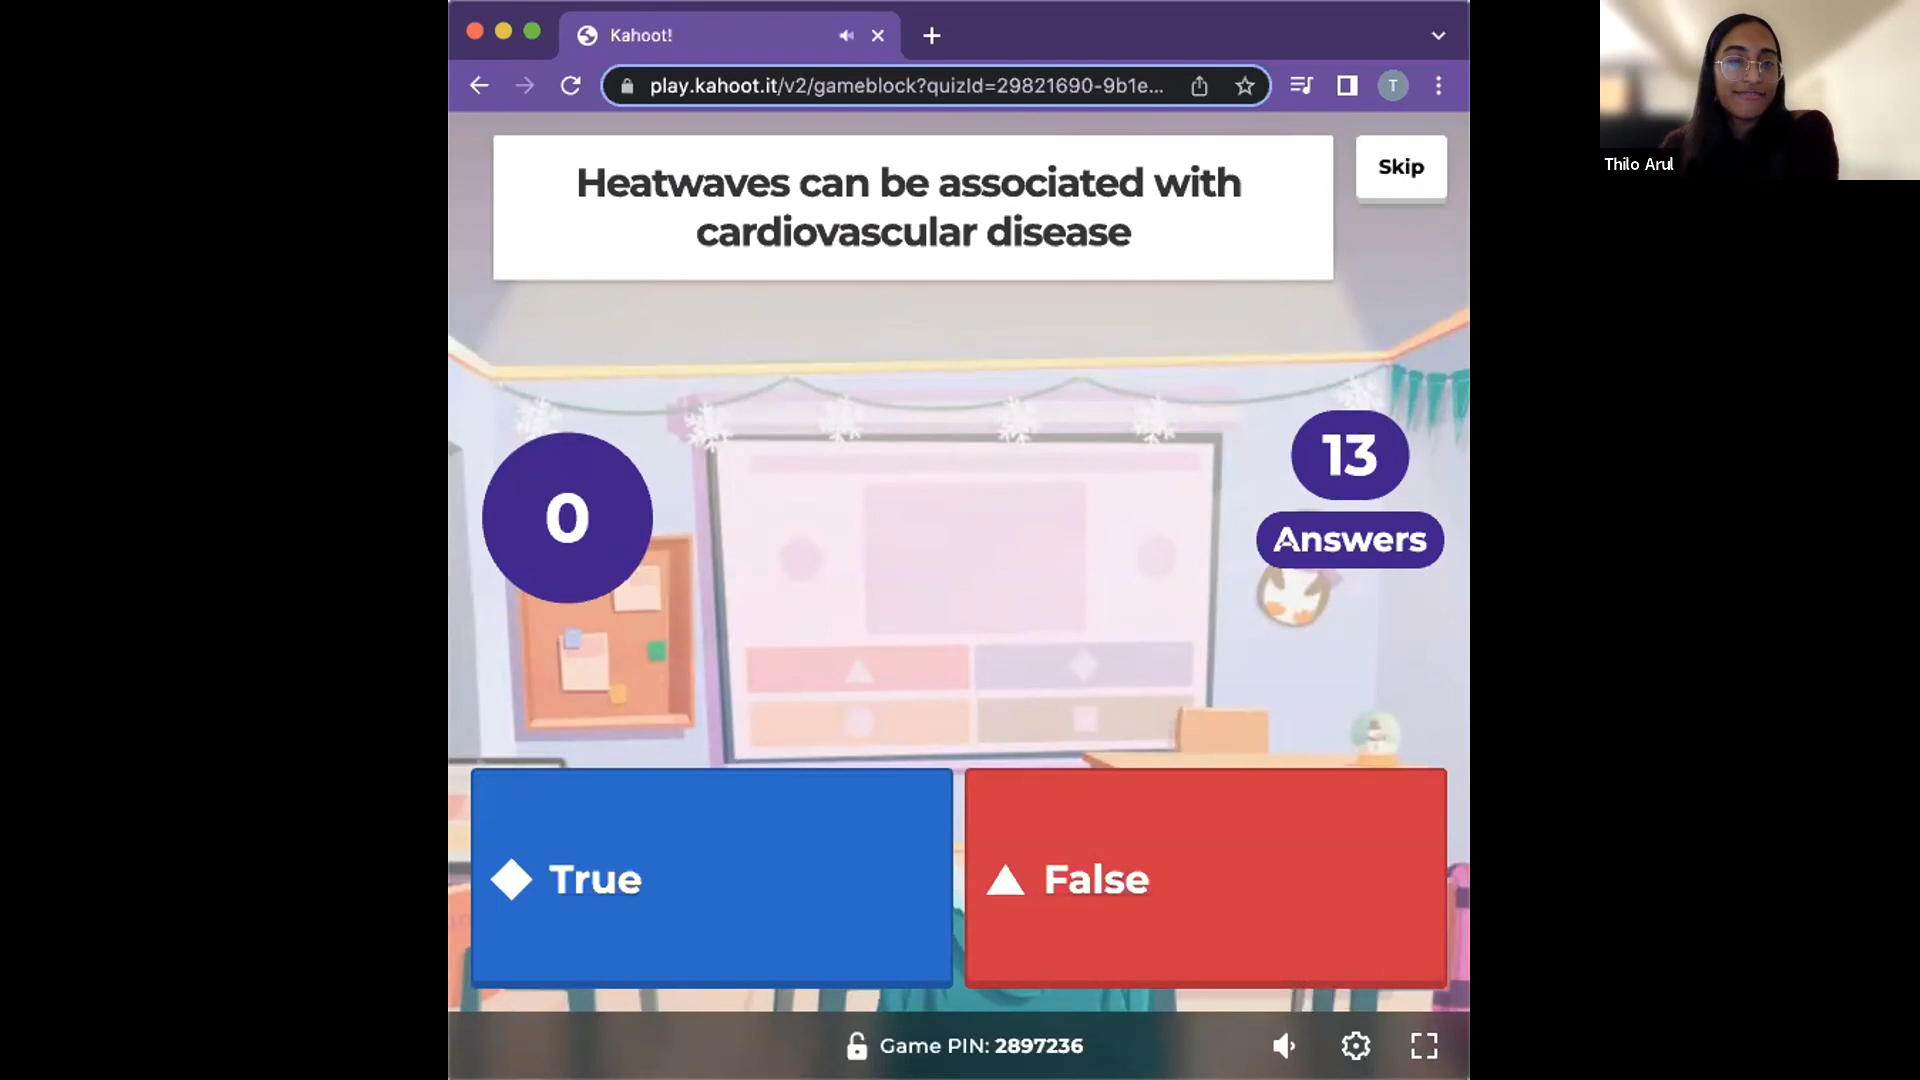 Kahoot!
play.kahoot.it/v2/gameblock?quizId=29821690-9b1e...
T
Heatwaves can be associated with
cardiovascular disease
Skip
Thilo Arul
0
13
Answers
True
False
Game PIN: 2897236